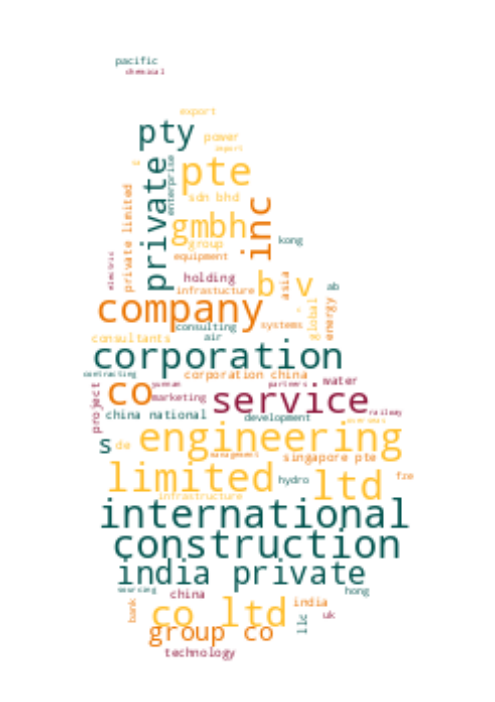 pacific
chemical
export
pty
power
import
private
enterprise
pte
private limited
sdn bhd
inc
gmbh
group
kong
equipment
electric
holding
asia
infrastucture
b v
ab
company
global
energy
consulting
systems
air
consultants
corporation
contracting
corporation china
co
yunnan
partners
water
project
marketing
service
china national
development
railway
s
de
engineering
management
singapore pte
limited
hydro
ltd
fze
infrastructure
international
construction
india private
sourcing
china
hong
bank
co ltd
india
llc
uk
group co
technology